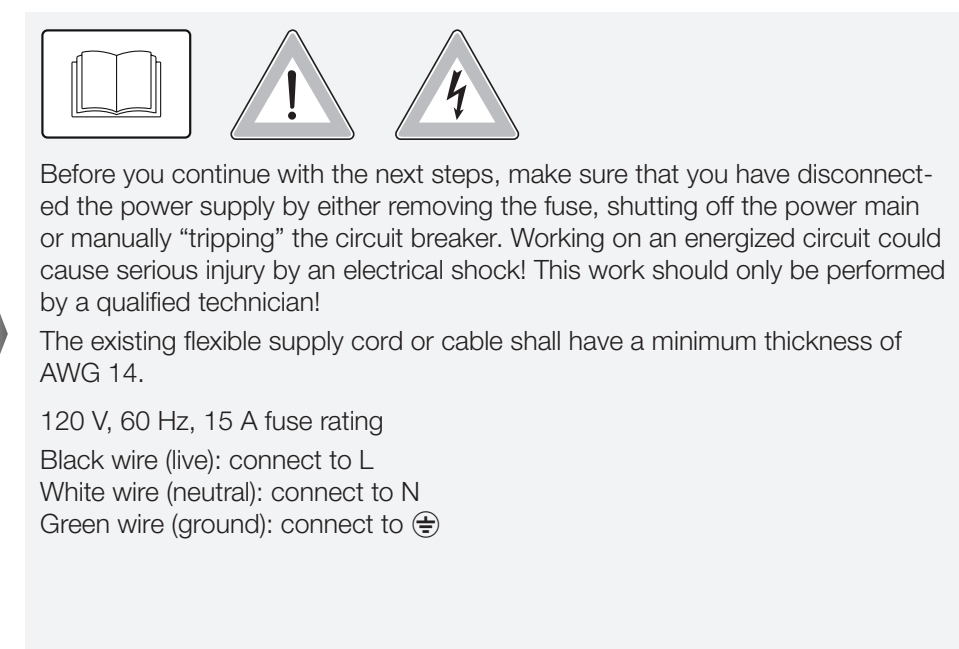 Before you continue with the next steps, make sure that you have disconnect-
ed the power supply by either removing the fuse, shutting off the power main
or manually “tripping” the circuit breaker. Working on an energized circuit could
cause serious injury by an electrical shock! This work should only be performed
by a qualified technician!
The existing flexible supply cord or cable shall have a minimum thickness of
AWG 14.
120 V, 60 Hz, 15 A fuse rating
Black wire (live): connect to L
White wire (neutral): connect to N
Green wire (ground): connect to ⏚